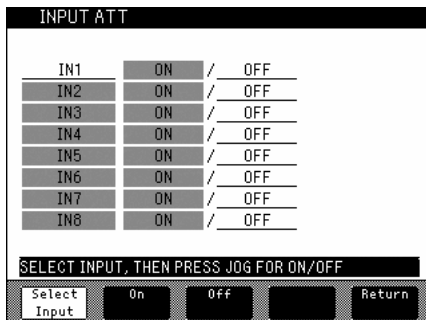 INPUT ATT
IN1 ON / OFF
IN2 ON / OFF
IN3 ON / OFF
IN4 ON / OFF
IN5 ON / OFF
IN6 ON / OFF
IN7 ON / OFF
IN8 ON / OFF
SELECT INPUT, THEN PRESS JOG FOR ON/OFF
Select On Off Return
Input